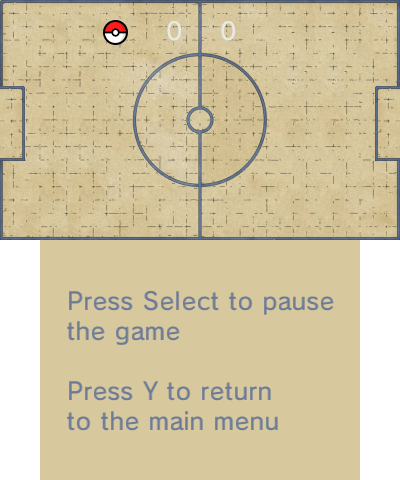 0 0
Press Select to pause
the game
Press Y to return
to the main menu